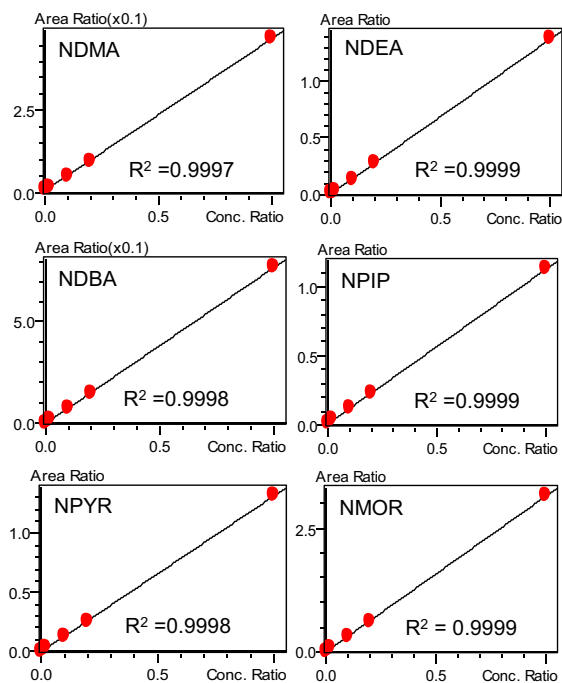 Area Ratio(x0.1)
NDMA
2.5
R² =0.9997
0.0
0.0 0.5 Conc. Ratio
Area Ratio
NDEA
1.0
0.5
R² =0.9999
0.0
0.0 0.5 Conc. Ratio
Area Ratio(x0.1)
NDBA
5.0
R² =0.9998
0.0
0.0 0.5 Conc. Ratio
Area Ratio
NPIP
1.0
0.5
R² =0.9999
0.0
0.0 0.5 Conc. Ratio
Area Ratio
NPYR
1.0
0.5
R² =0.9998
0.0
0.0 0.5 Conc. Ratio
Area Ratio
NMOR
2.5
R² = 0.9999
0.0
0.0 0.5 Conc. Ratio